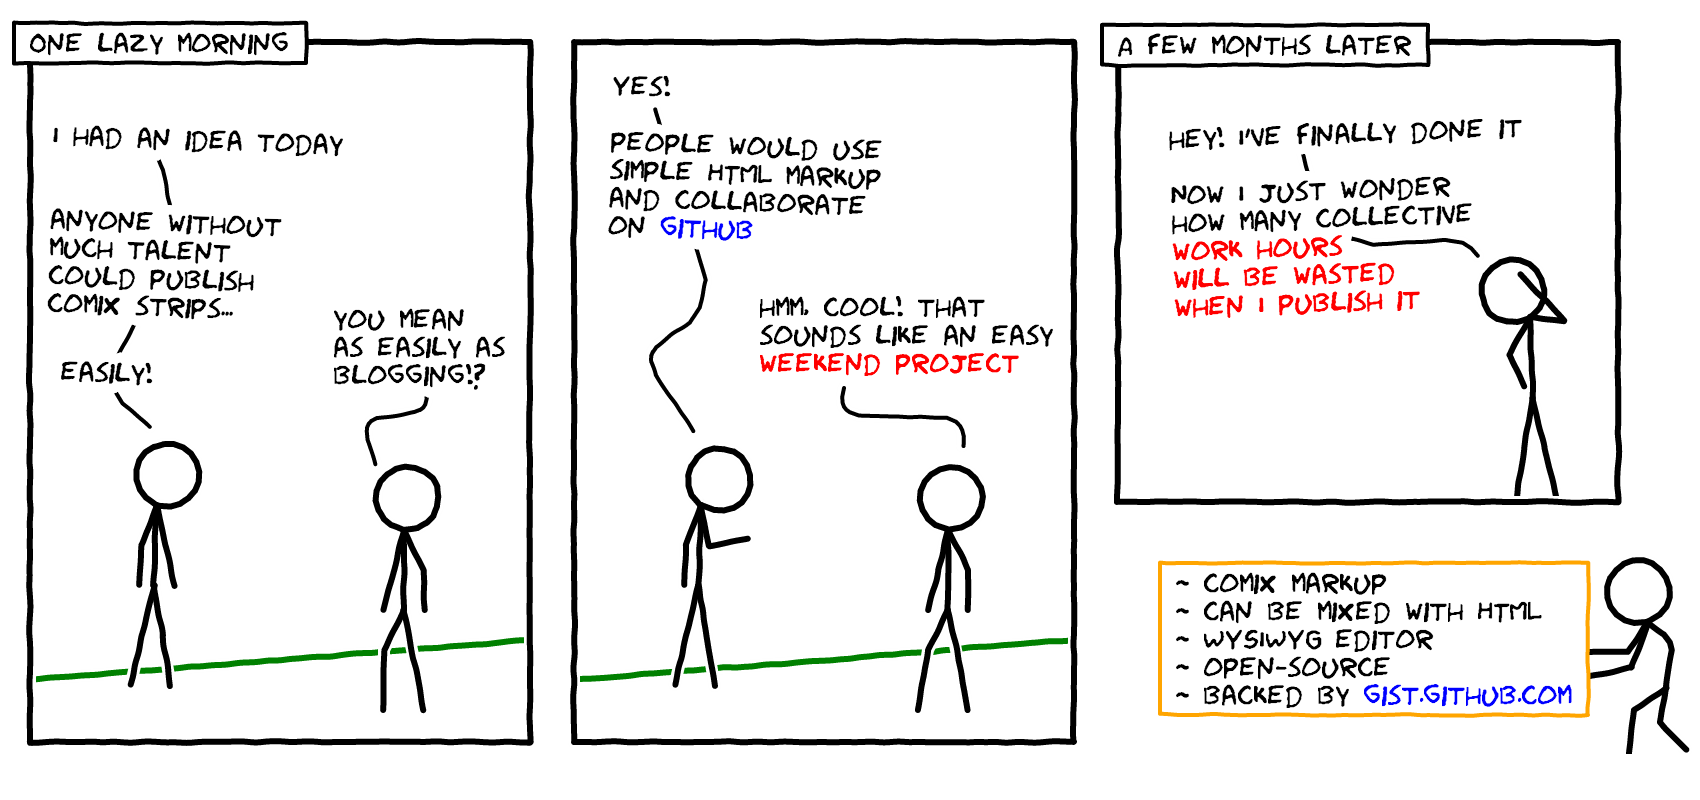 ONE LAZY MORNING
I HAD AN IDEA TODAY
ANYONE WITHOUT
MUCH TALENT
COULD PUBLISH
COMIX STRIPS...
EASILY!
YOU MEAN
AS EASILY AS
BLOGGING!?
YES!
PEOPLE WOULD USE
SIMPLE HTML MARKUP
AND COLLABORATE
ON GITHUB
HMM. COOL! THAT
SOUNDS LIKE AN EASY
WEEKEND PROJECT
A FEW MONTHS LATER
HEY! I'VE FINALLY DONE IT
NOW I JUST WONDER
HOW MANY COLLECTIVE
WORK HOURS
WILL BE WASTED
WHEN I PUBLISH IT
~ COMIX MARKUP
~ CAN BE MIXED WITH HTML
~ WYSIWYG EDITOR
~ OPEN-SOURCE
~ BACKED BY GIST.GITHUB.COM